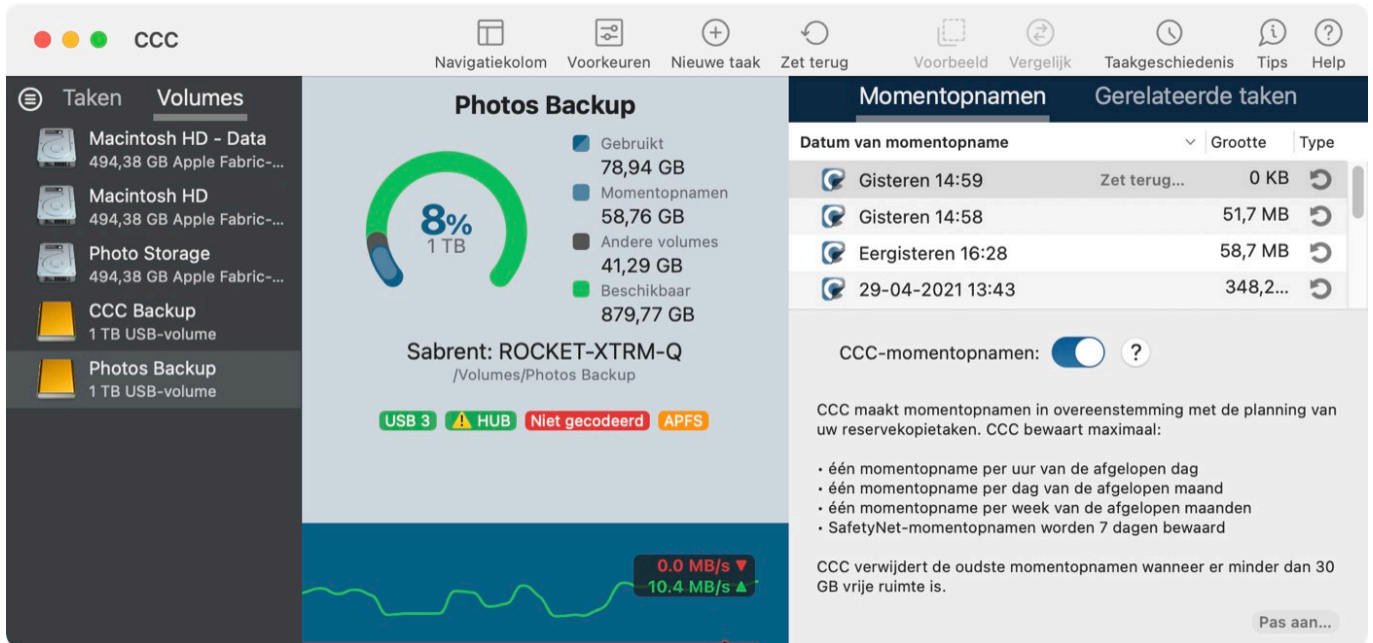 CCC
Navigatiekolom
Voorkeuren
Nieuwe taak
Zet terug
Voorbeeld
Vergelijk
Taakgeschiedenis
Tips
Help
Taken
Volumes
Macintosh HD - Data
494,38 GB Apple Fabric-...
Macintosh HD
494,38 GB Apple Fabric-...
Photo Storage
494,38 GB Apple Fabric-...
CCC Backup
1 TB USB-volume
Photos Backup
1 TB USB-volume
Photos Backup
8%
1 TB
Gebruikt
78,94 GB
Momentopnamen
58,76 GB
Andere volumes
41,29 GB
Beschikbaar
879,77 GB
Sabrent: ROCKET-XTRM-Q
/Volumes/Photos Backup
USB 3
HUB
Niet gecodeerd
APFS
0.0 MB/s ▼
10.4 MB/s ▲
Momentopnamen
Gerelateerde taken
Datum van momentopname
Grootte
Type
Gisteren 14:59 Zet terug... 0 KB
Gisteren 14:58 51,7 MB
Eergisteren 16:28 58,7 MB
29-04-2021 13:43 348,2...
CCC-momentopnamen:
?
CCC maakt momentopnamen in overeenstemming met de planning van
uw reservekopietaken. CCC bewaart maximaal:
• één momentopname per uur van de afgelopen dag
• één momentopname per dag van de afgelopen maand
• één momentopname per week van de afgelopen maanden
• SafetyNet-momentopnamen worden 7 dagen bewaard
CCC verwijdert de oudste momentopnamen wanneer er minder dan 30
GB vrije ruimte is.
Pas aan...